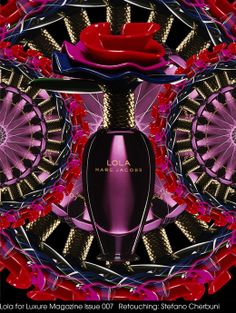 LOLA
MARC JACOBS
Lola for Luxure Magazine Issue 007 Retouching: Stefano Cherbuni